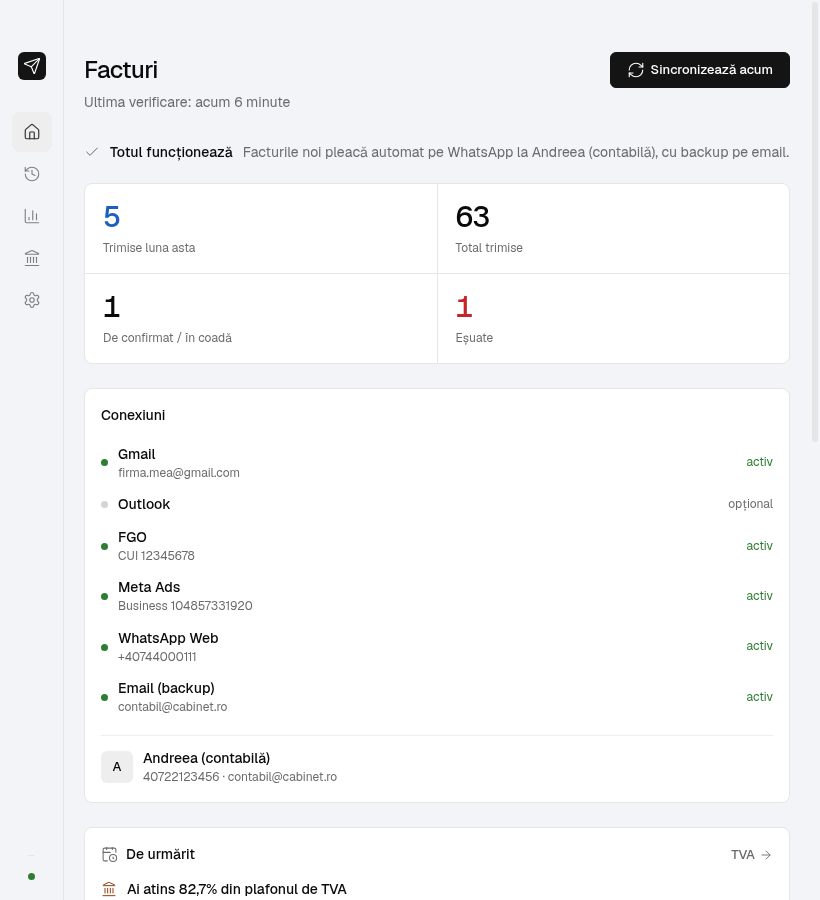 Facturi
Sincronizează acum
Ultima verificare: acum 6 minute
Totul funcționează Facturile noi pleacă automat pe WhatsApp la Andreea (contabilă), cu backup pe email.
5
Trimise luna asta
63
Total trimise
1
De confirmat / în coadă
1
Eșuate
Conexiuni
Gmail
firma.mea@gmail.com
activ
Outlook
opțional
FGO
CUI 12345678
activ
Meta Ads
Business 104857331920
activ
WhatsApp Web
+40744000111
activ
Email (backup)
contabil@cabinet.ro
activ
A
Andreea (contabilă)
40722123456 · contabil@cabinet.ro
De urmărit
TVA →
Ai atins 82,7% din plafonul de TVA